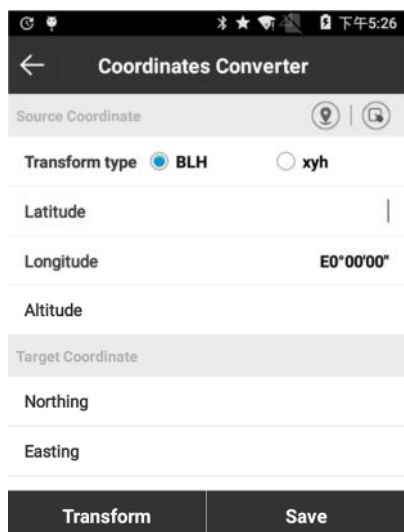 下午5:26
Coordinates Converter
Source Coordinate
Transform type BLH xyh
Latitude
Longitude E0°00'00"
Altitude
Target Coordinate
Northing
Easting
Transform Save